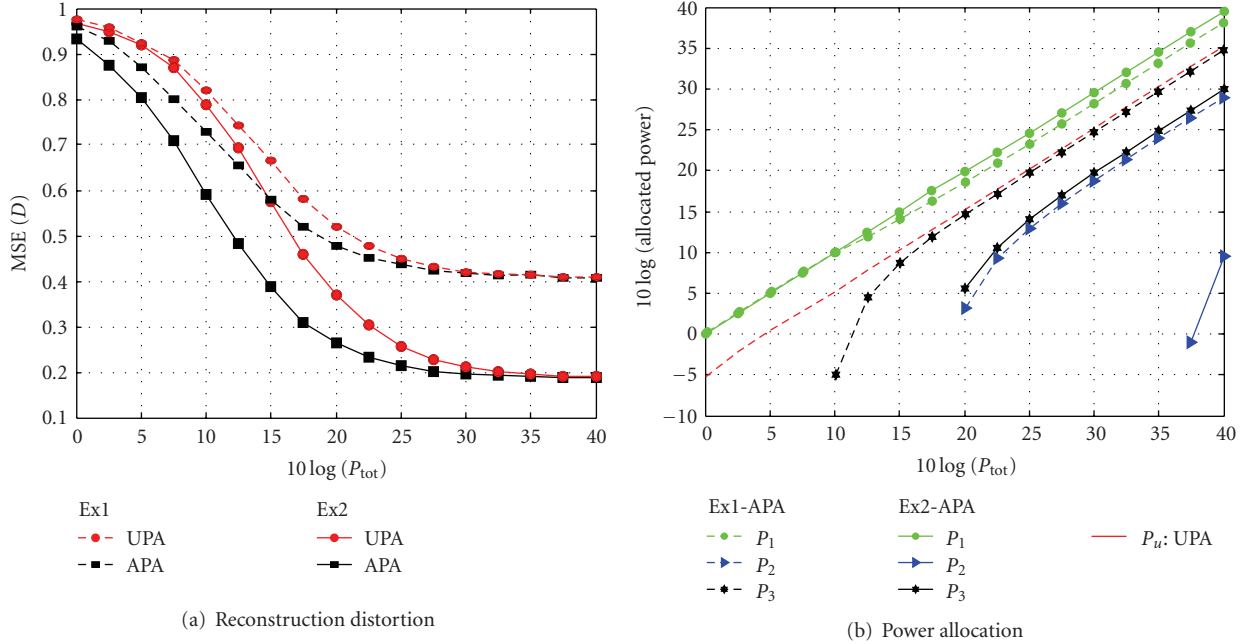 1
0.9
0.8
0.7
0.6
0.5
0.4
0.3
0.2
0.1
MSE (D)
0 5 10 15 20 25 30 35 40
10 log (Ptot)
Ex1 Ex2
UPA UPA
APA APA
(a) Reconstruction distortion
40
35
30
25
20
15
10
5
0
−5
−10
10 log (allocated power)
0 5 10 15 20 25 30 35 40
10 log (Ptot)
Ex1-APA Ex2-APA
P1 P1 Pu: UPA
P2 P2
P3 P3
(b) Power allocation